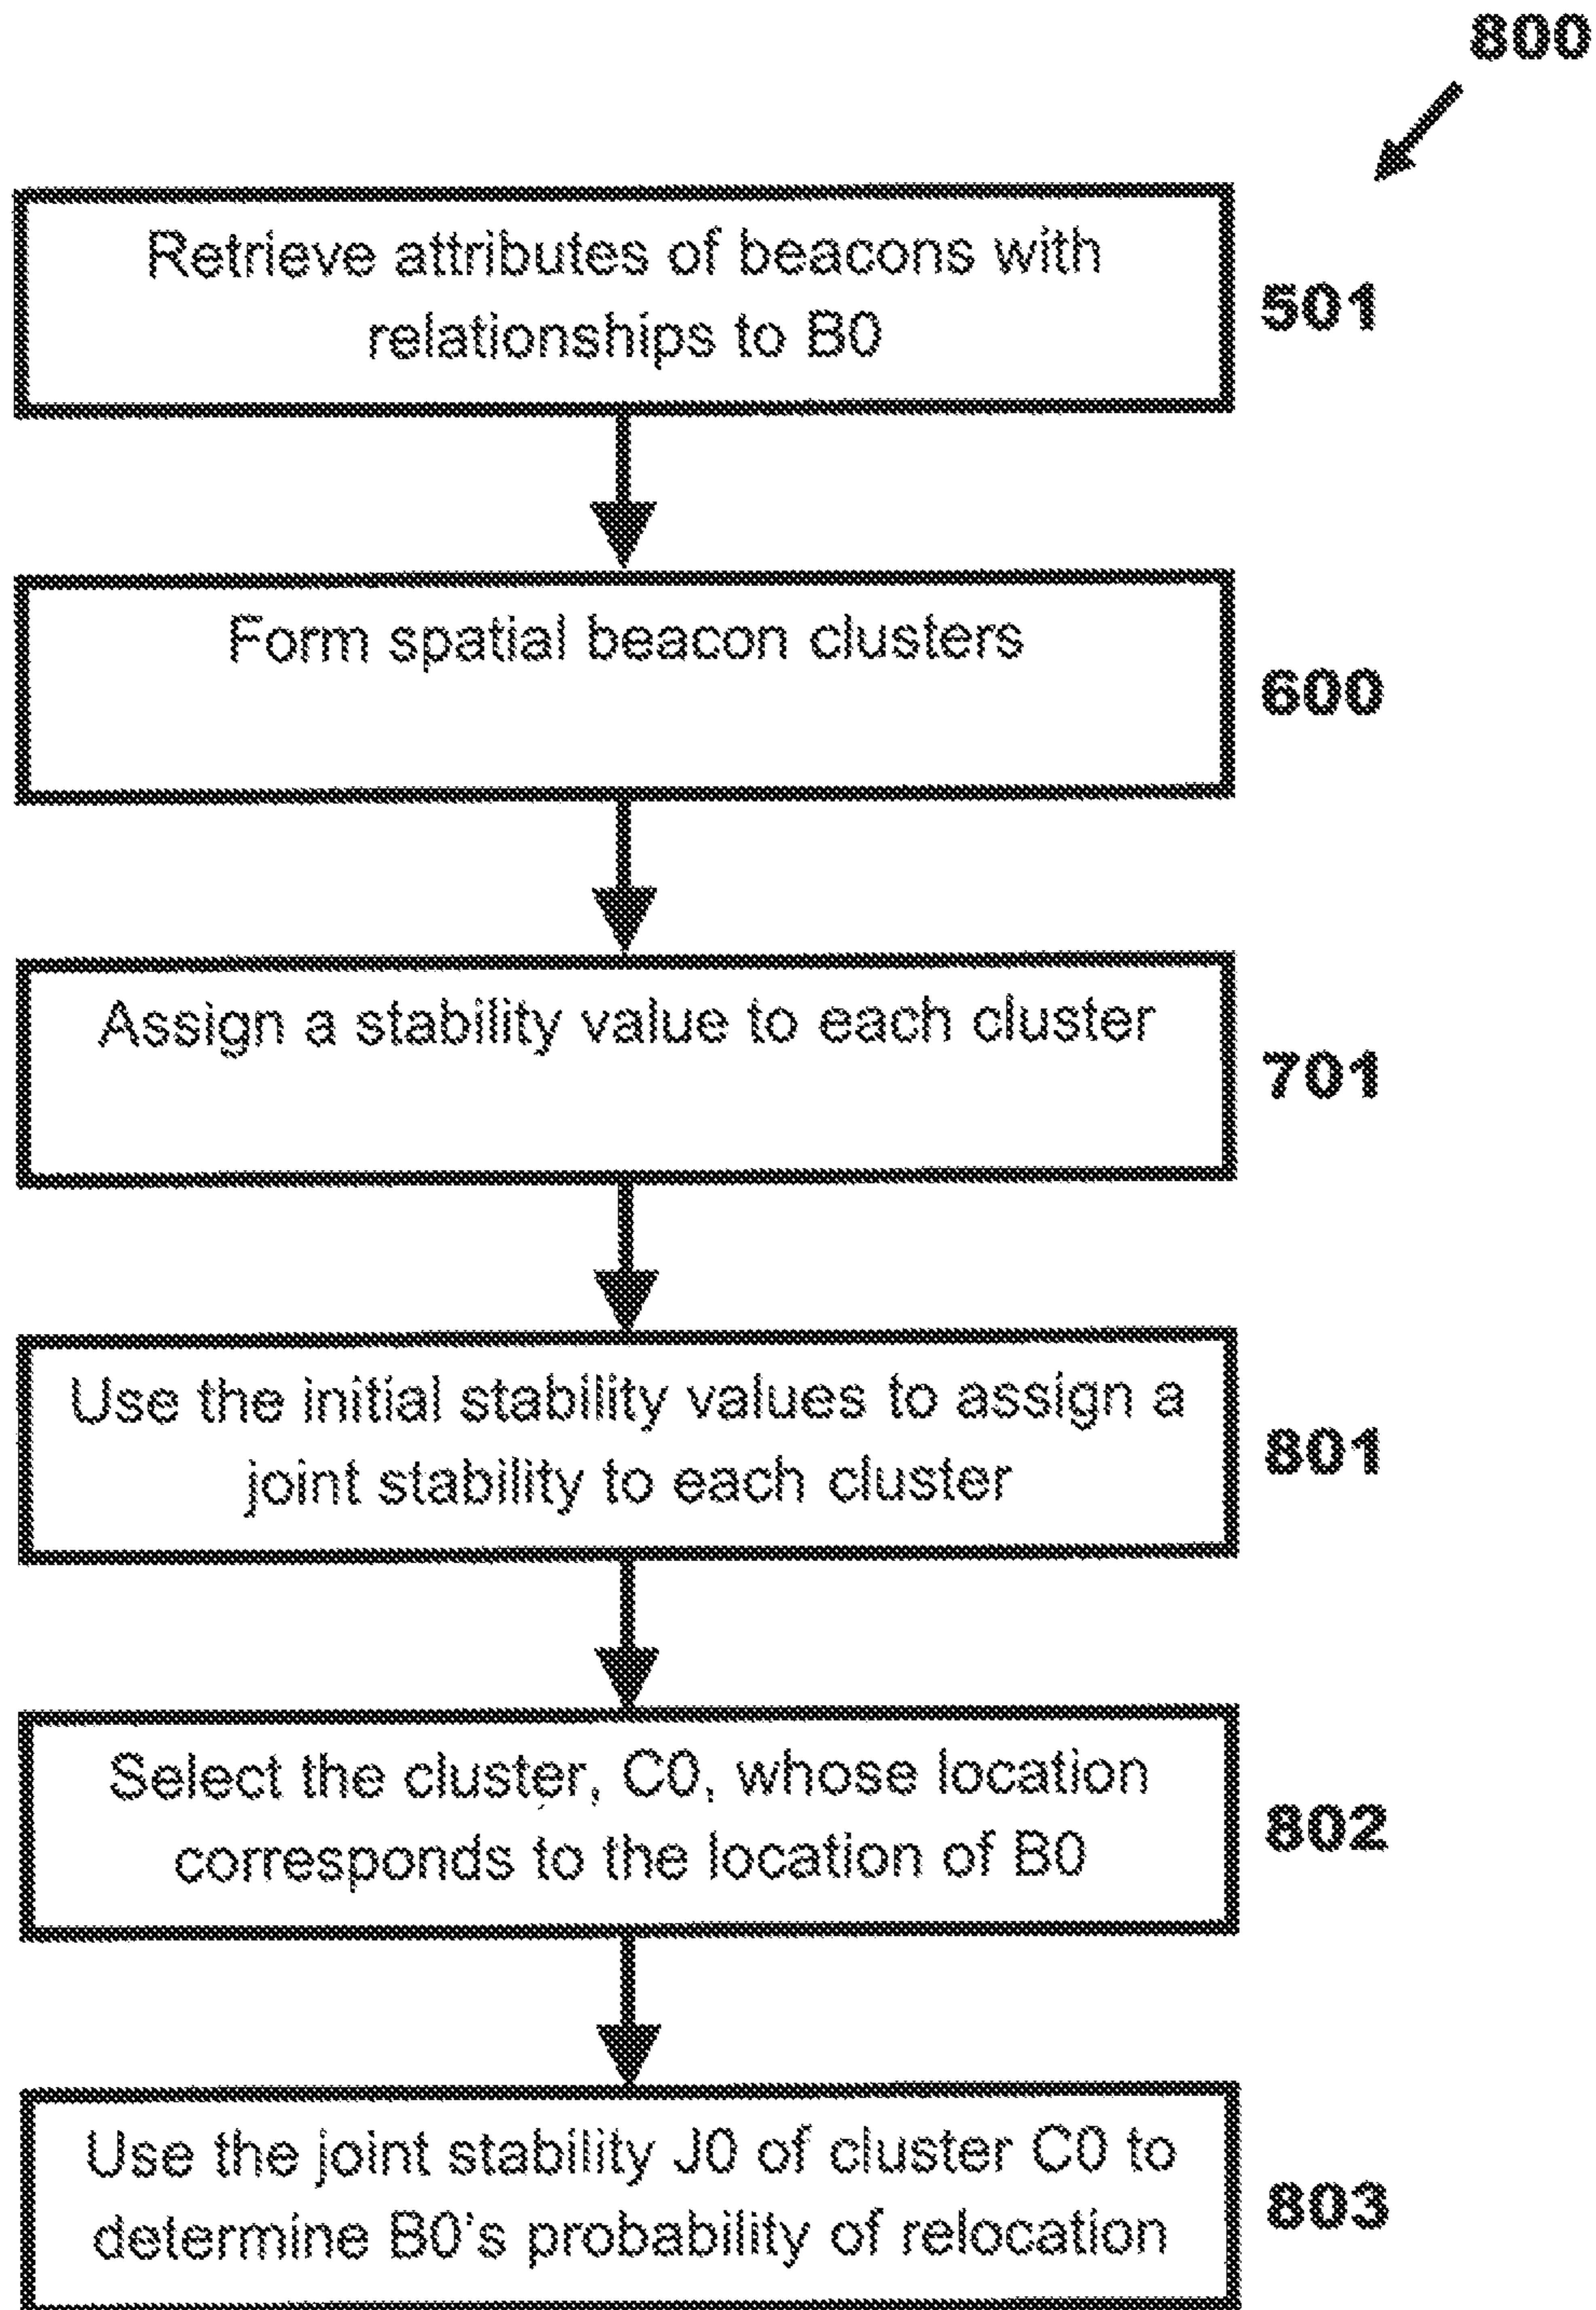 800
Retrieve attributes of beacons with
relationships to B0
501
Form spatial beacon clusters
600
Assign a stability value to each cluster
701
Use the initial stability values to assign a
joint stability to each cluster
801
Select the cluster, C0, whose location
corresponds to the location of B0
802
Use the joint stability J0 of cluster C0 to
determine B0's probability of relocation
803